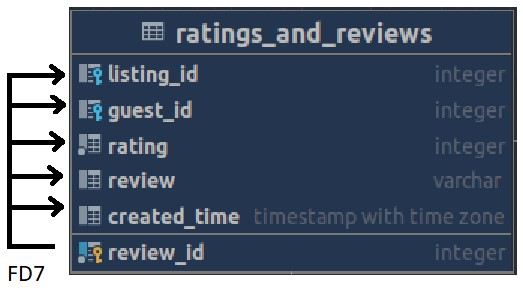 ratings_and_reviews
listing_id integer
guest_id integer
rating integer
review varchar
created_time timestamp with time zone
review_id integer
FD7